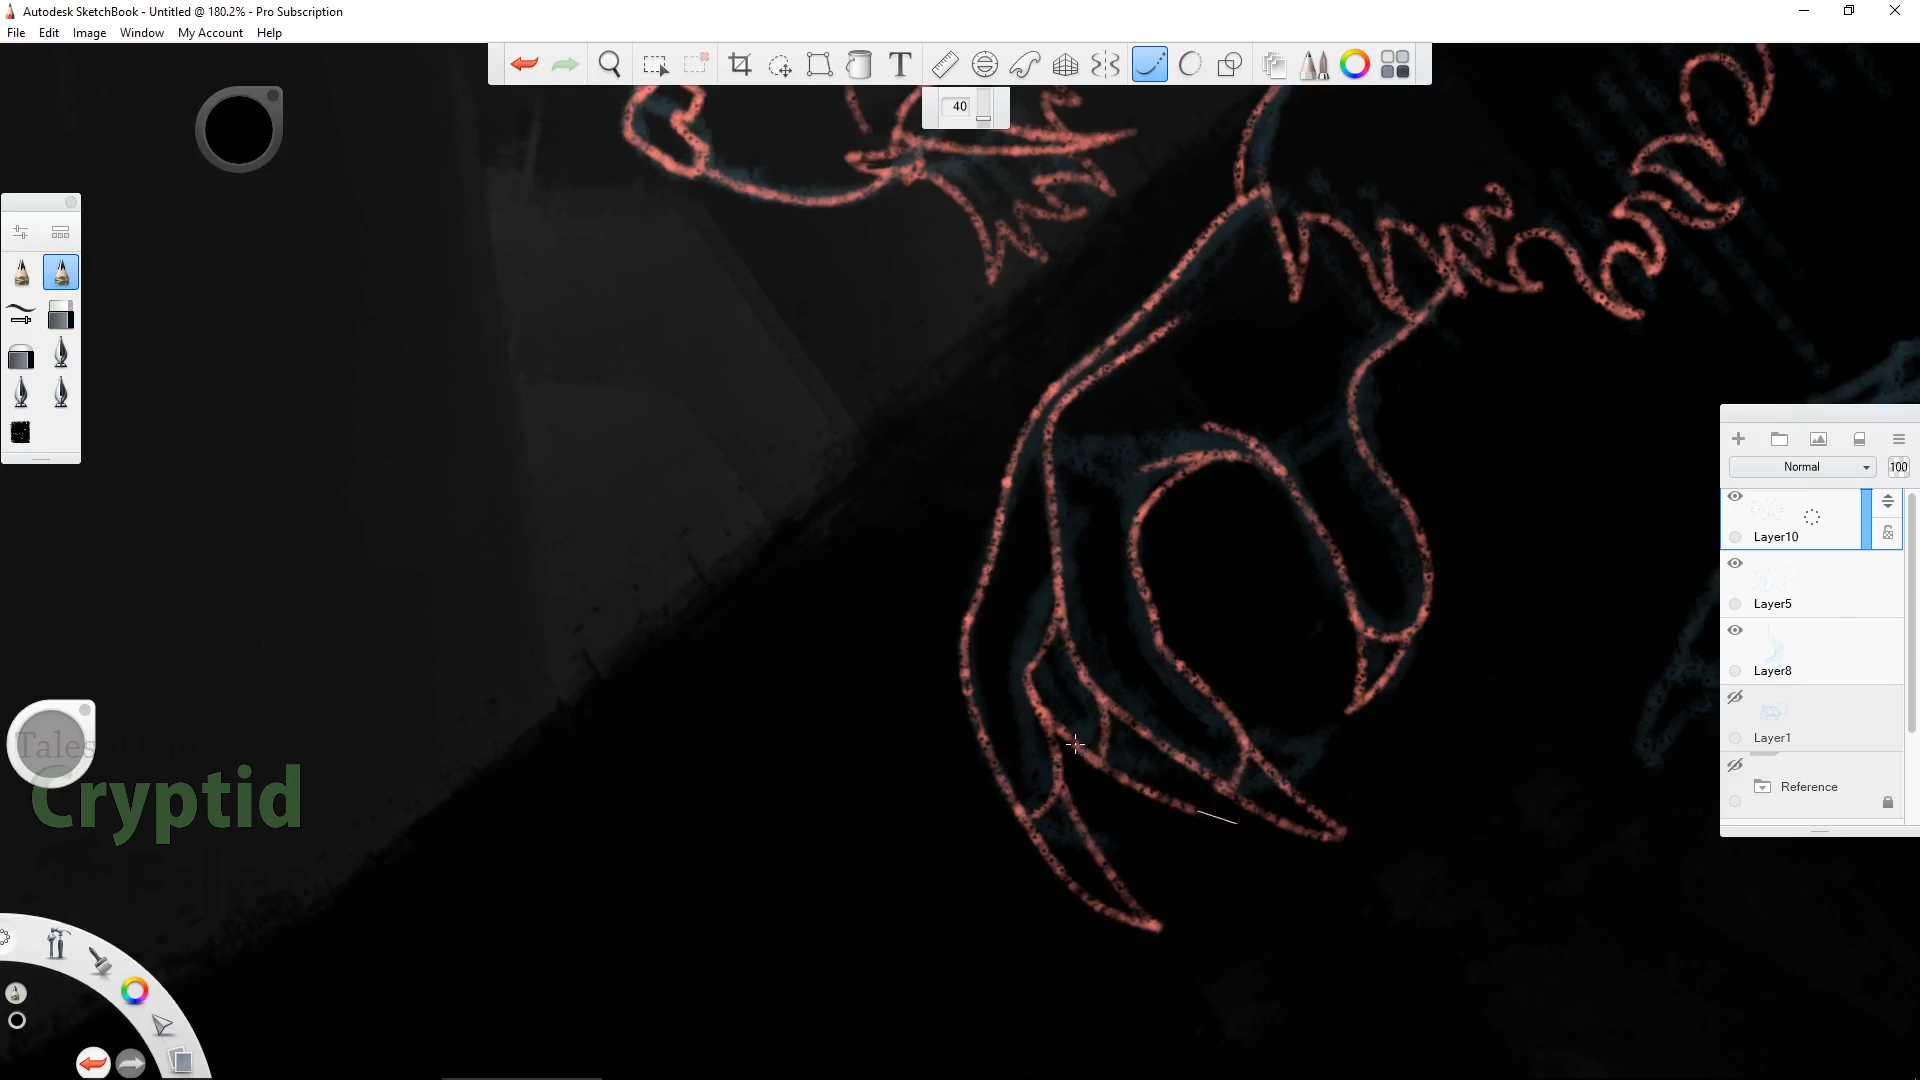 Autodesk SketchBook - Untitled @ 180.2% - Pro Subscription
File Edit Image Window My Account Help
T
40
Normal
100
Layer10
Layer5
Layer8
Layer1
Reference
Cryptid